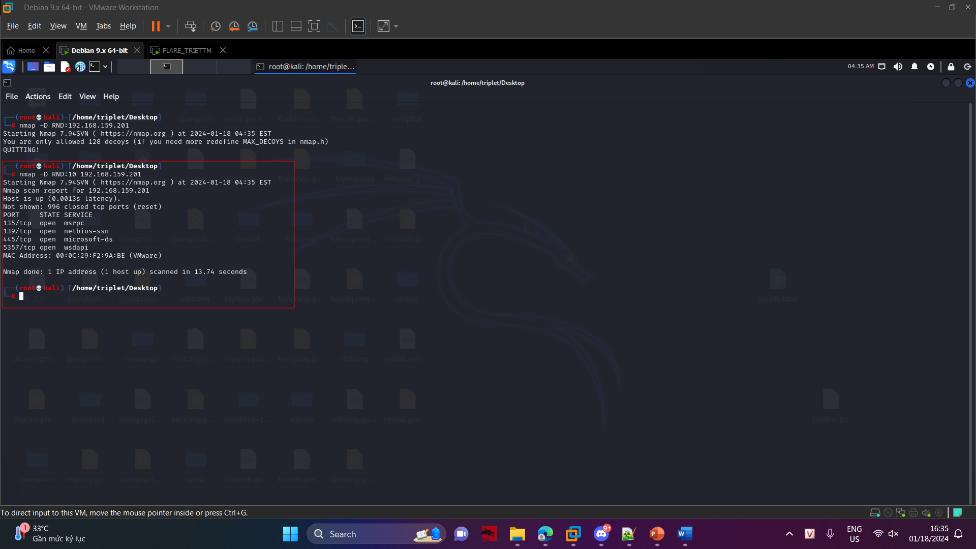 Debian 9.x 64-bit - VMware Workstation
File Edit View VM Tabs Help
Home Debian 9.x 64-bit FLARE_TRIETTM
root@kali: /home/triple... 04:35 AM
root@kali: /home/triplet/Desktop
File Actions Edit View Help
(root kali)-[/home/triplet/Desktop]
# nmap -D RND:192.168.159.201
Starting Nmap 7.94SVN ( https://nmap.org ) at 2024-01-18 04:35 EST
You are only allowed 128 decoys (if you need more redefine MAX_DECOYS in nmap.h)
QUITTING!
(root kali)-[/home/triplet/Desktop]
# nmap -D RND:10 192.168.159.201
Starting Nmap 7.94SVN ( https://nmap.org ) at 2024-01-18 04:35 EST
Nmap scan report for 192.168.159.201
Host is up (0.0013s latency).
Not shown: 996 closed tcp ports (reset)
PORT STATE SERVICE
135/tcp open msrpc
139/tcp open netbios-ssn
445/tcp open microsoft-ds
5357/tcp open wsdapi
MAC Address: 00:0C:29:F2:9A:BE (VMware)
Nmap done: 1 IP address (1 host up) scanned in 13.74 seconds
(root kali)-[/home/triplet/Desktop]
#
To direct input to this VM, move the mouse pointer inside or press Ctrl+G.
1 33°C
Gần mức kỷ lục
Search
9+
V
ENG
US
16:35
01/18/2024